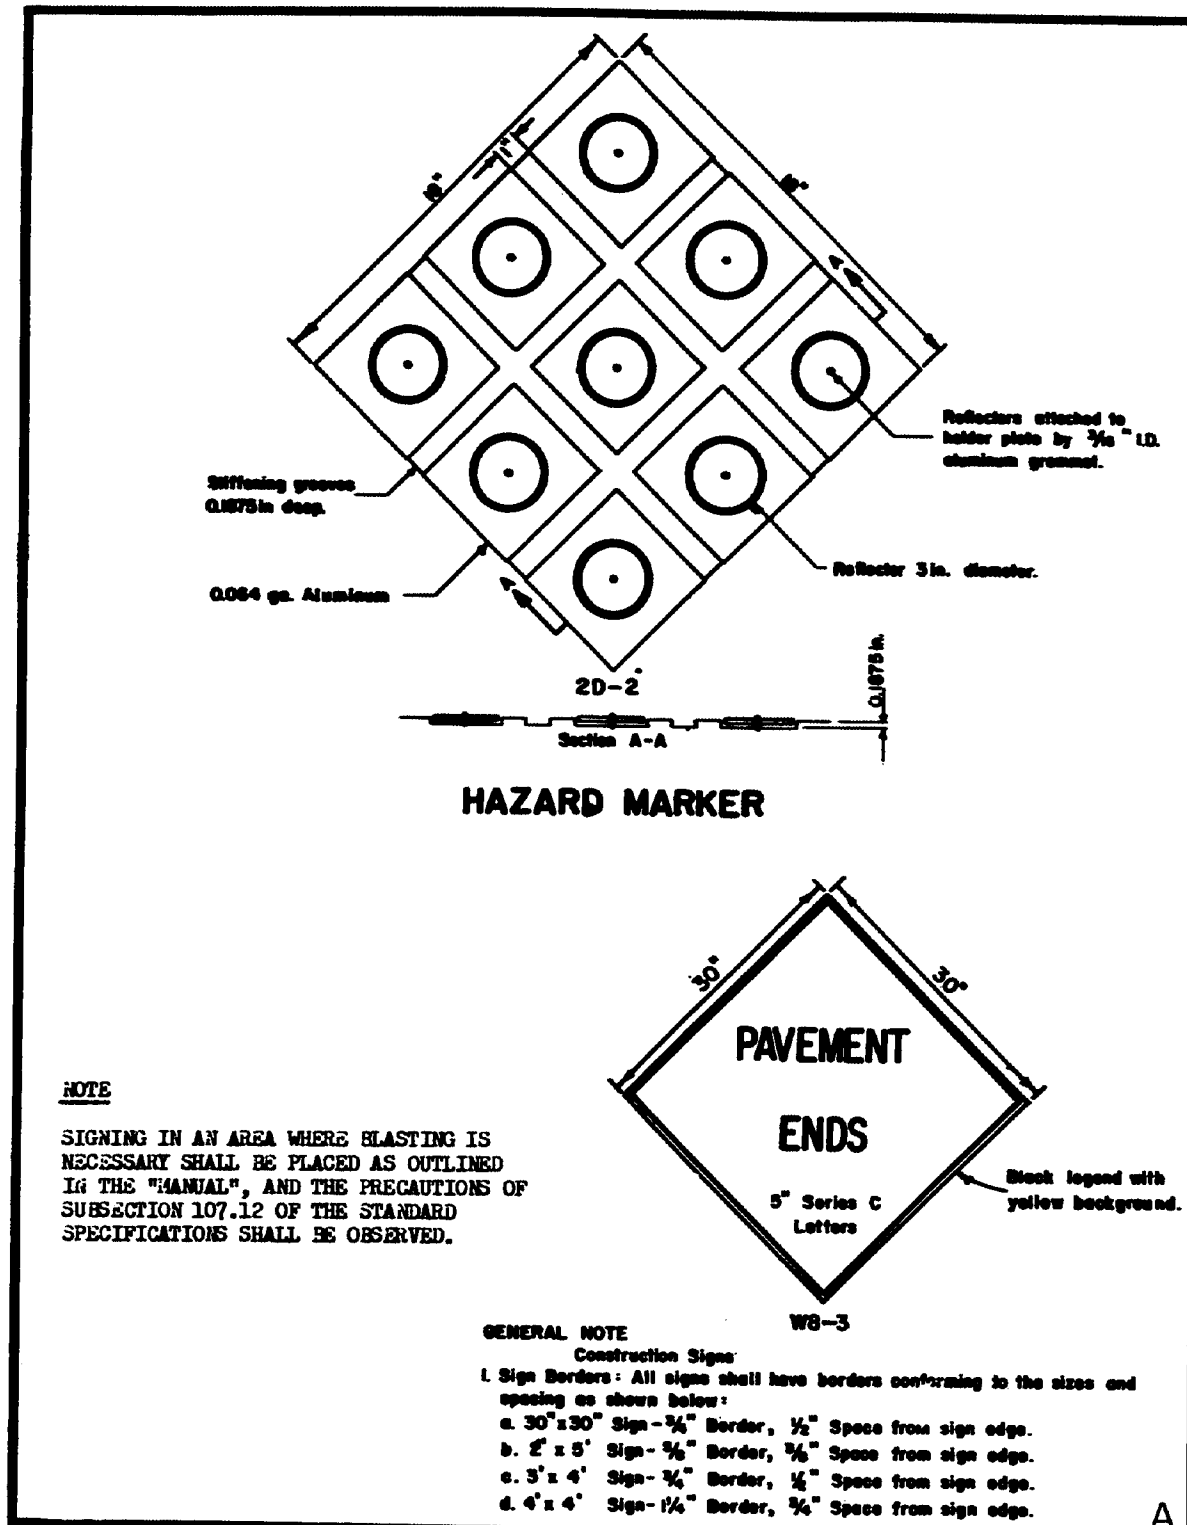 18"
1"
18"
A
Reflectors attached to
holder plate by 3/16" I.D.
aluminum grommet.
Stiffening grooves
0.1875in deep.
Reflector 3in. diameter.
0.064 ga. Aluminum
A
2D-2
0.1875in.
Section A-A
HAZARD MARKER
30"
30"
PAVEMENT
ENDS
5" Series C
Letters
Black legend with
yellow background.
W8-3
NOTE
SIGNING IN AN AREA WHERE BLASTING IS
NECESSARY SHALL BE PLACED AS OUTLINED
IN THE "MANUAL", AND THE PRECAUTIONS OF
SUBSECTION 107.12 OF THE STANDARD
SPECIFICATIONS SHALL BE OBSERVED.
GENERAL NOTE
Construction Signs
1. Sign Borders: All signs shall have borders conforming to the sizes and
spacing as shown below:
a. 30"x30" Sign-3/4" Border, 1/2" Space from sign edge.
b. 2' x 5' Sign-5/8" Border, 3/8" Space from sign edge.
c. 3' x 4' Sign-3/4" Border, 1/2" Space from sign edge.
d. 4' x 4' Sign-1 1/4" Border, 3/4" Space from sign edge.
A